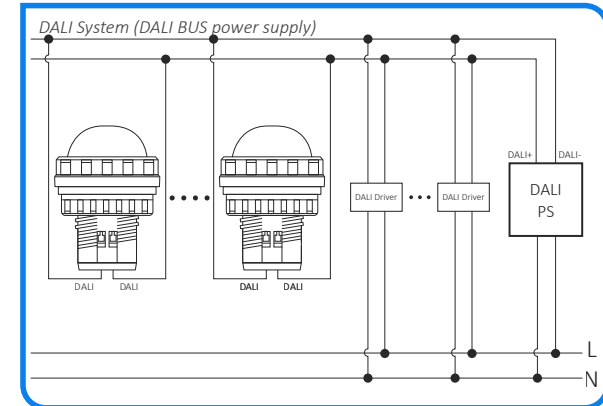 DALI System (DALI BUS power supply)
DALI+ DALI-
DALI Driver
DALI Driver
DALI
PS
DALI DALI
DALI DALI
L
N